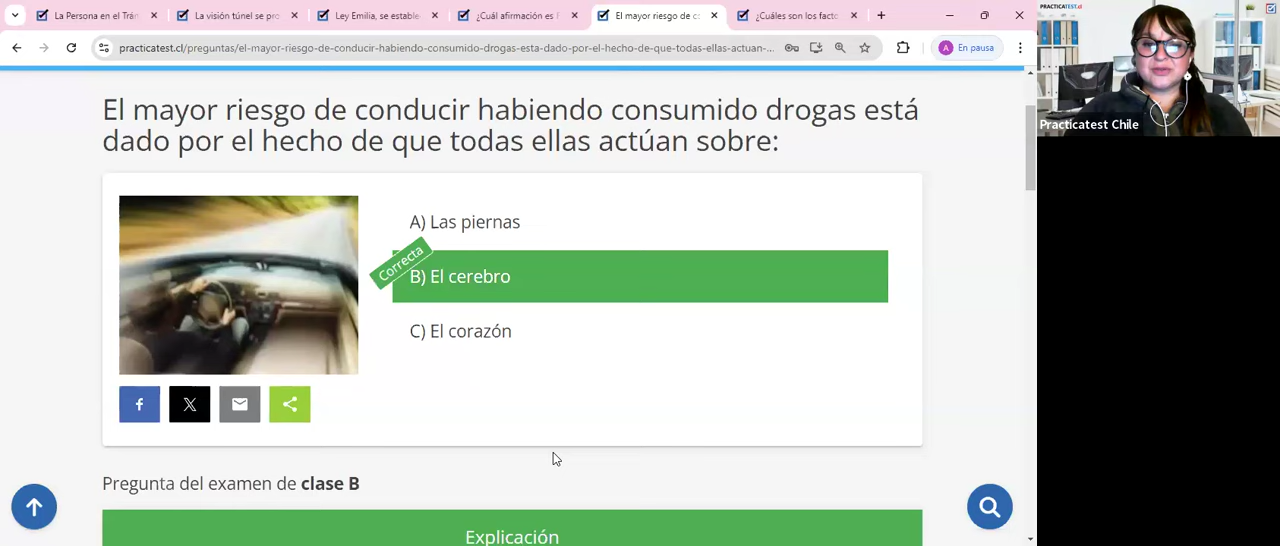 La Persona en el Trán
La visión túnel se pro
Ley Emilia, se estable
¿Cuál afirmación es
El mayor riesgo de c
¿Cuáles son los facto
practicatest.cl/preguntas/el-mayor-riesgo-de-conducir-habiendo-consumido-drogas-esta-dado-por-el-hecho-de-que-todas-ellas-actuan-...
A
En pausa
PRACTICATEST.cl
Practicatest Chile
El mayor riesgo de conducir habiendo consumido drogas está
dado por el hecho de que todas ellas actúan sobre:
A) Las piernas
Correcta
B) El cerebro
C) El corazón
Pregunta del examen de clase B
Explicación